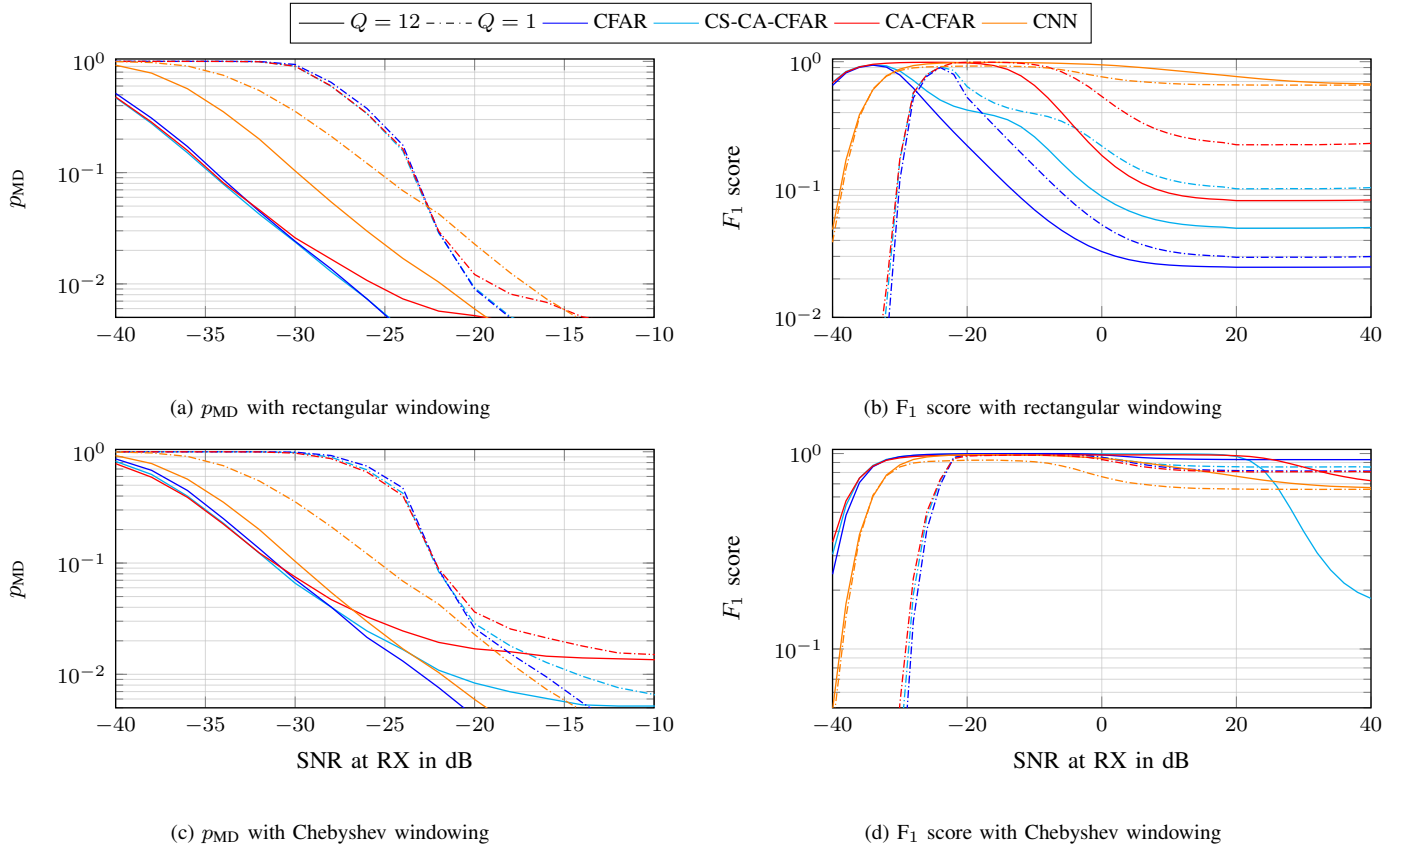 Q = 12 Q = 1 CFAR CS-CA-CFAR CA-CFAR CNN
10^0
10^−1
10^−2
p_MD
−40 −35 −30 −25 −20 −15 −10
(a) p_MD with rectangular windowing
10^0
10^−1
10^−2
F_1 score
−40 −20 0 20 40
(b) F_1 score with rectangular windowing
10^0
10^−1
10^−2
p_MD
−40 −35 −30 −25 −20 −15 −10
SNR at RX in dB
(c) p_MD with Chebyshev windowing
10^0
10^−1
F_1 score
−40 −20 0 20 40
SNR at RX in dB
(d) F_1 score with Chebyshev windowing